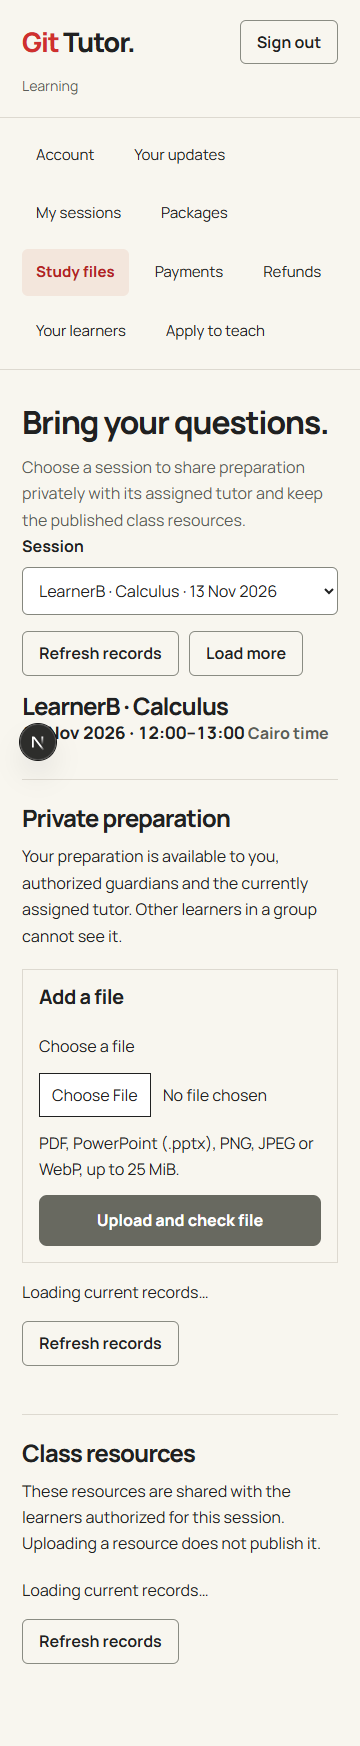 Git Tutor.
Sign out
Learning
Account Your updates
My sessions Packages
Study files Payments Refunds
Your learners Apply to teach
Bring your questions.
Choose a session to share preparation
privately with its assigned tutor and keep
the published class resources.
Session
LearnerB · Calculus · 13 Nov 2026
Refresh records Load more
LearnerB · Calculus
Nov 2026 · 12:00–13:00 Cairo time
N
Private preparation
Your preparation is available to you,
authorized guardians and the currently
assigned tutor. Other learners in a group
cannot see it.
Add a file
Choose a file
Choose File No file chosen
PDF, PowerPoint (.pptx), PNG, JPEG or
WebP, up to 25 MiB.
Upload and check file
Loading current records…
Refresh records
Class resources
These resources are shared with the
learners authorized for this session.
Uploading a resource does not publish it.
Loading current records…
Refresh records